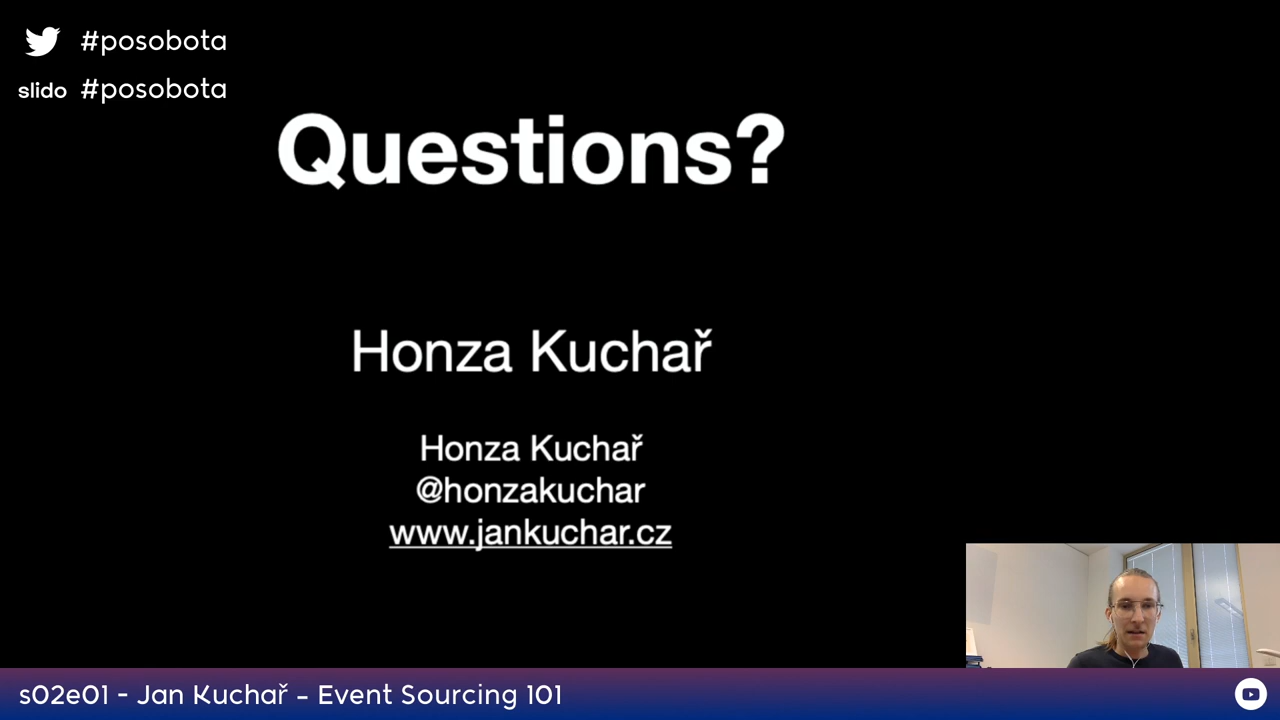 #posobota
slido #posobota
Questions?
Honza Kuchař
Honza Kuchař
@honzakuchar
www.jankuchar.cz
s02e01 - Jan Kuchař - Event Sourcing 101